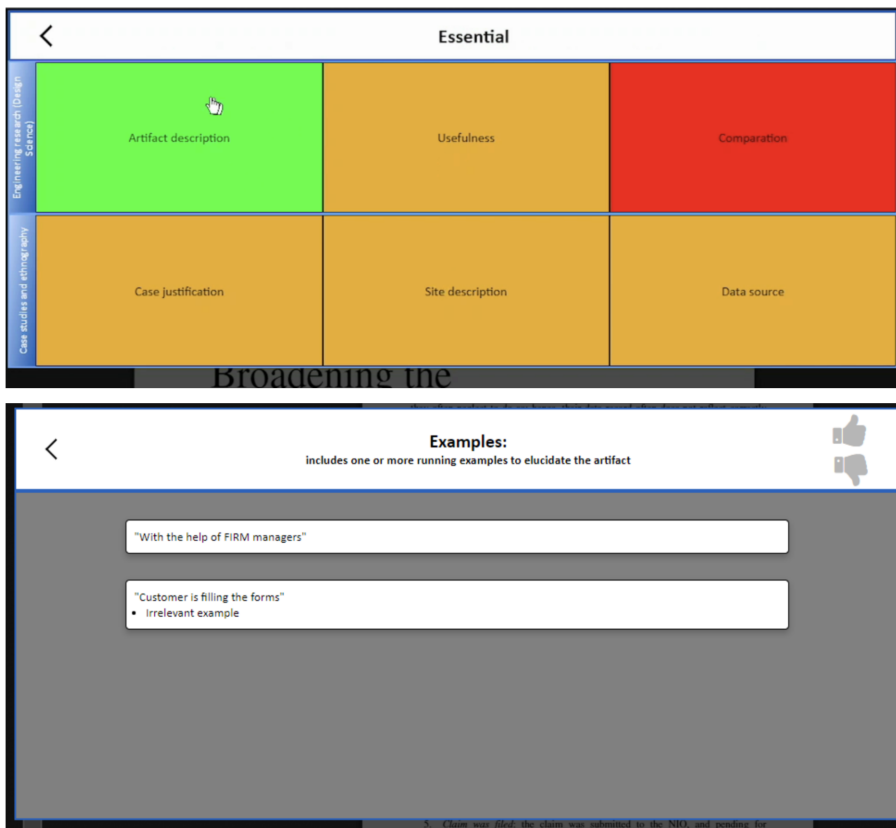 Essential
Engineering research (Design
Science)
Artifact description
Usefulness
Comparation
Case studies and ethnography
Case justification
Site description
Data source
Broadening the
Examples:
includes one or more running examples to elucidate the artifact
"With the help of FIRM managers"
"Customer is filling the forms"
• Irrelevant example
5. Claim was filed: the claim was submitted to the NIO, and pending for